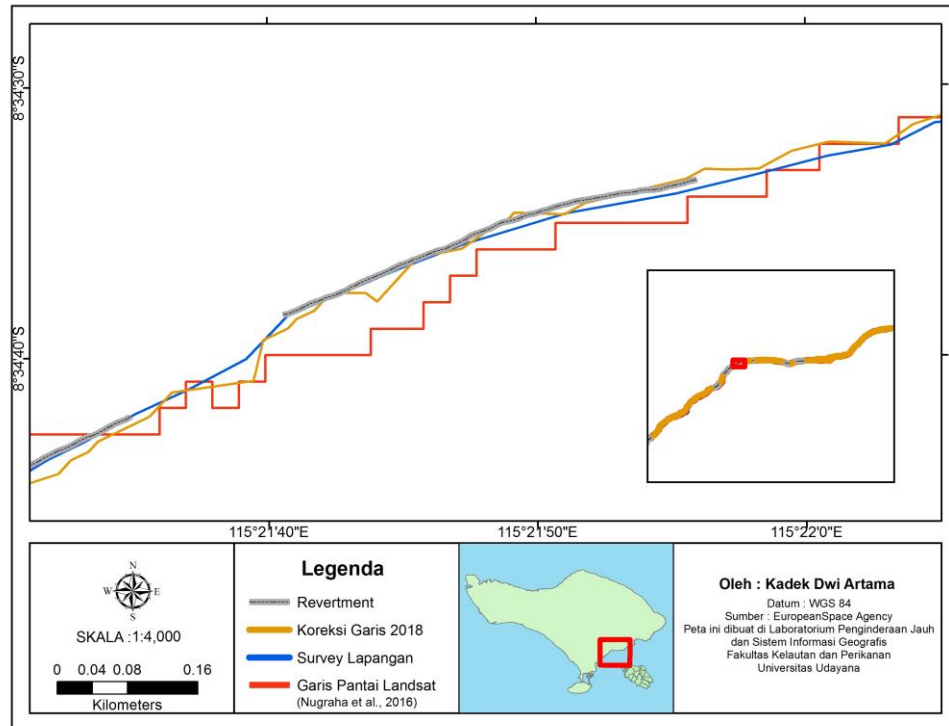 8°34'30"S
8°34'40"S
115°21'40"E
115°21'50"E
115°22'0"E
N
W
E
S
SKALA :1:4,000
0 0.04 0.08 0.16
Kilometers
Legenda
Revertment
Koreksi Garis 2018
Survey Lapangan
Garis Pantai Landsat
(Nugraha et al., 2016)
Oleh : Kadek Dwi Artama
Datum : WGS 84
Sumber : EuropeanSpace Agency
Peta ini dibuat di Laboratorium Penginderaan Jauh
dan Sistem Informasi Geografis
Fakultas Kelautan dan Perikanan
Universitas Udayana